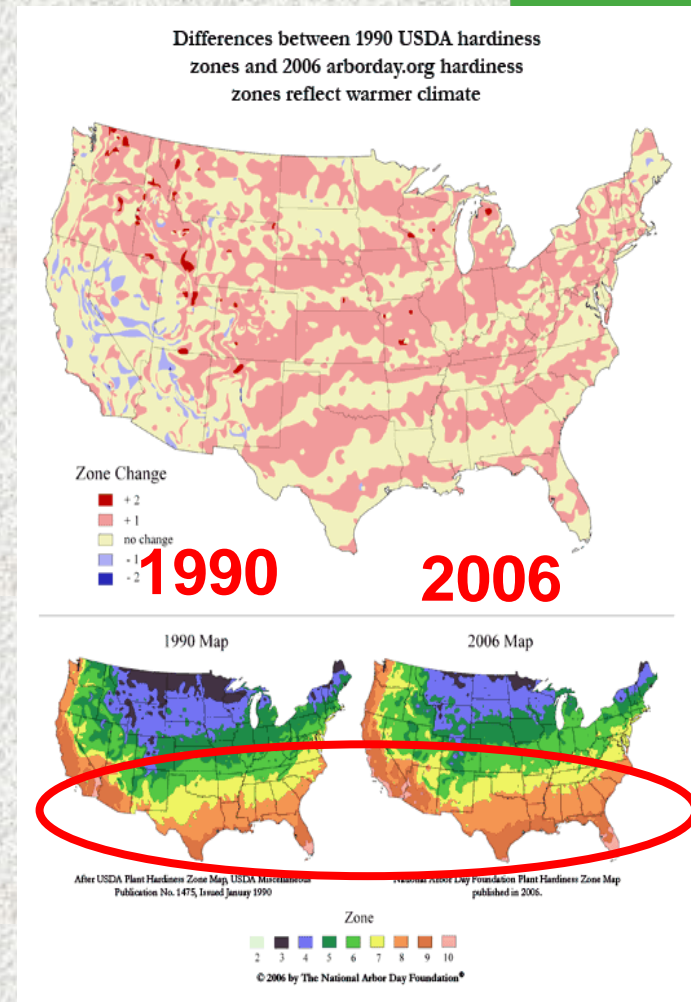 Differences between 1990 USDA hardiness
zones and 2006 arborday.org hardiness
zones reflect warmer climate
Zone Change
+ 2
+ 1
no change
- 1
- 2
1990
2006
1990 Map
2006 Map
After USDA Plant Hardiness Zone Map, USDA Miscellaneous
Publication No. 1475, Issued January 1990
National Arbor Day Foundation Plant Hardiness Zone Map
published in 2006.
Zone
2 3 4 5 6 7 8 9 10
© 2006 by The National Arbor Day Foundation®